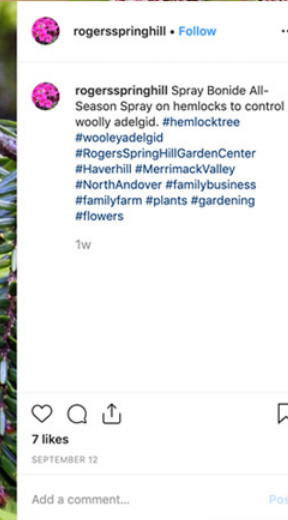 rogersspringhill • Follow
rogersspringhill Spray Bonide All-
Season Spray on hemlocks to control
woolly adelgid. #hemlocktree
#wooleyadelgid
#RogersSpringHillGardenCenter
#Haverhill #MerrimackValley
#NorthAndover #familybusiness
#familyfarm #plants #gardening
#flowers
1w
7 likes
SEPTEMBER 12
Add a comment...
Pos